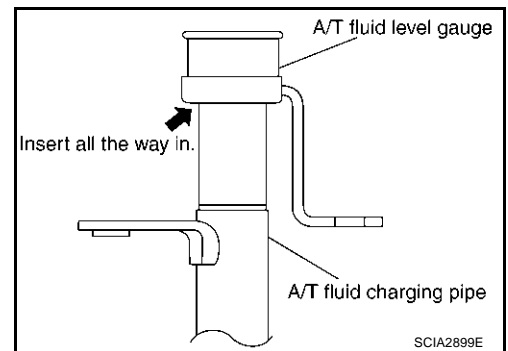 A/T fluid level gauge
Insert all the way in.
A/T fluid charging pipe
SCIA2899E